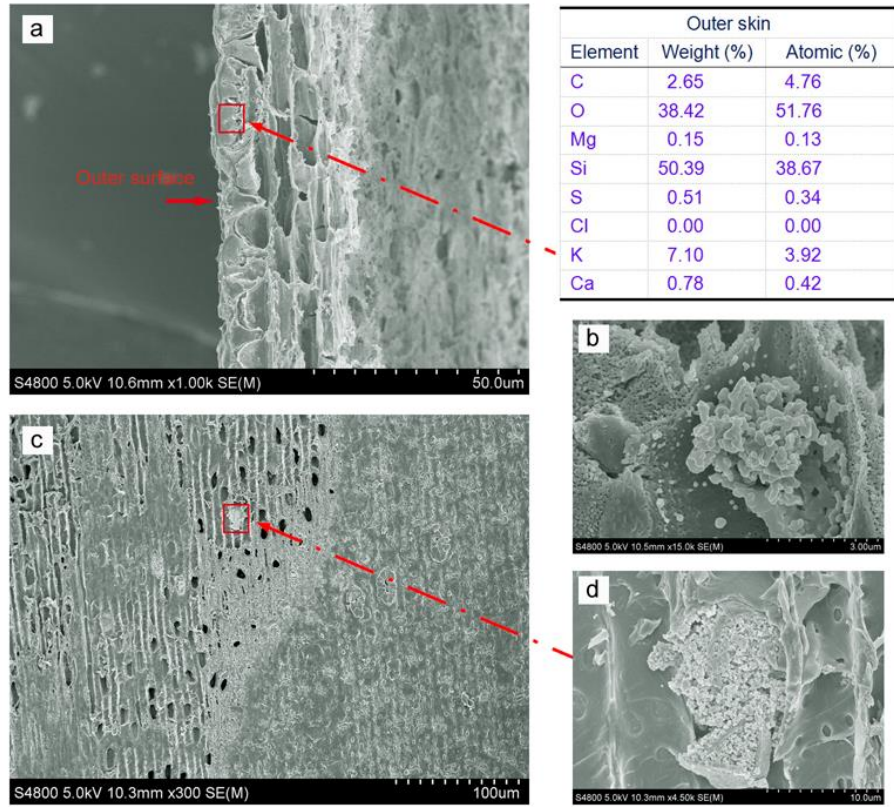 a
Outer surface
S4800 5.0kV 10.6mm x1.00k SE(M) 50.0um
Outer skin
Element Weight (%) Atomic (%)
C 2.65 4.76
O 38.42 51.76
Mg 0.15 0.13
Si 50.39 38.67
S 0.51 0.34
Cl 0.00 0.00
K 7.10 3.92
Ca 0.78 0.42
b
S4800 5.0kV 10.5mm x15.0k SE(M) 3.00um
c
S4800 5.0kV 10.3mm x300 SE(M) 100um
d
S4800 5.0kV 10.3mm x4.50k SE(M) 10.0um